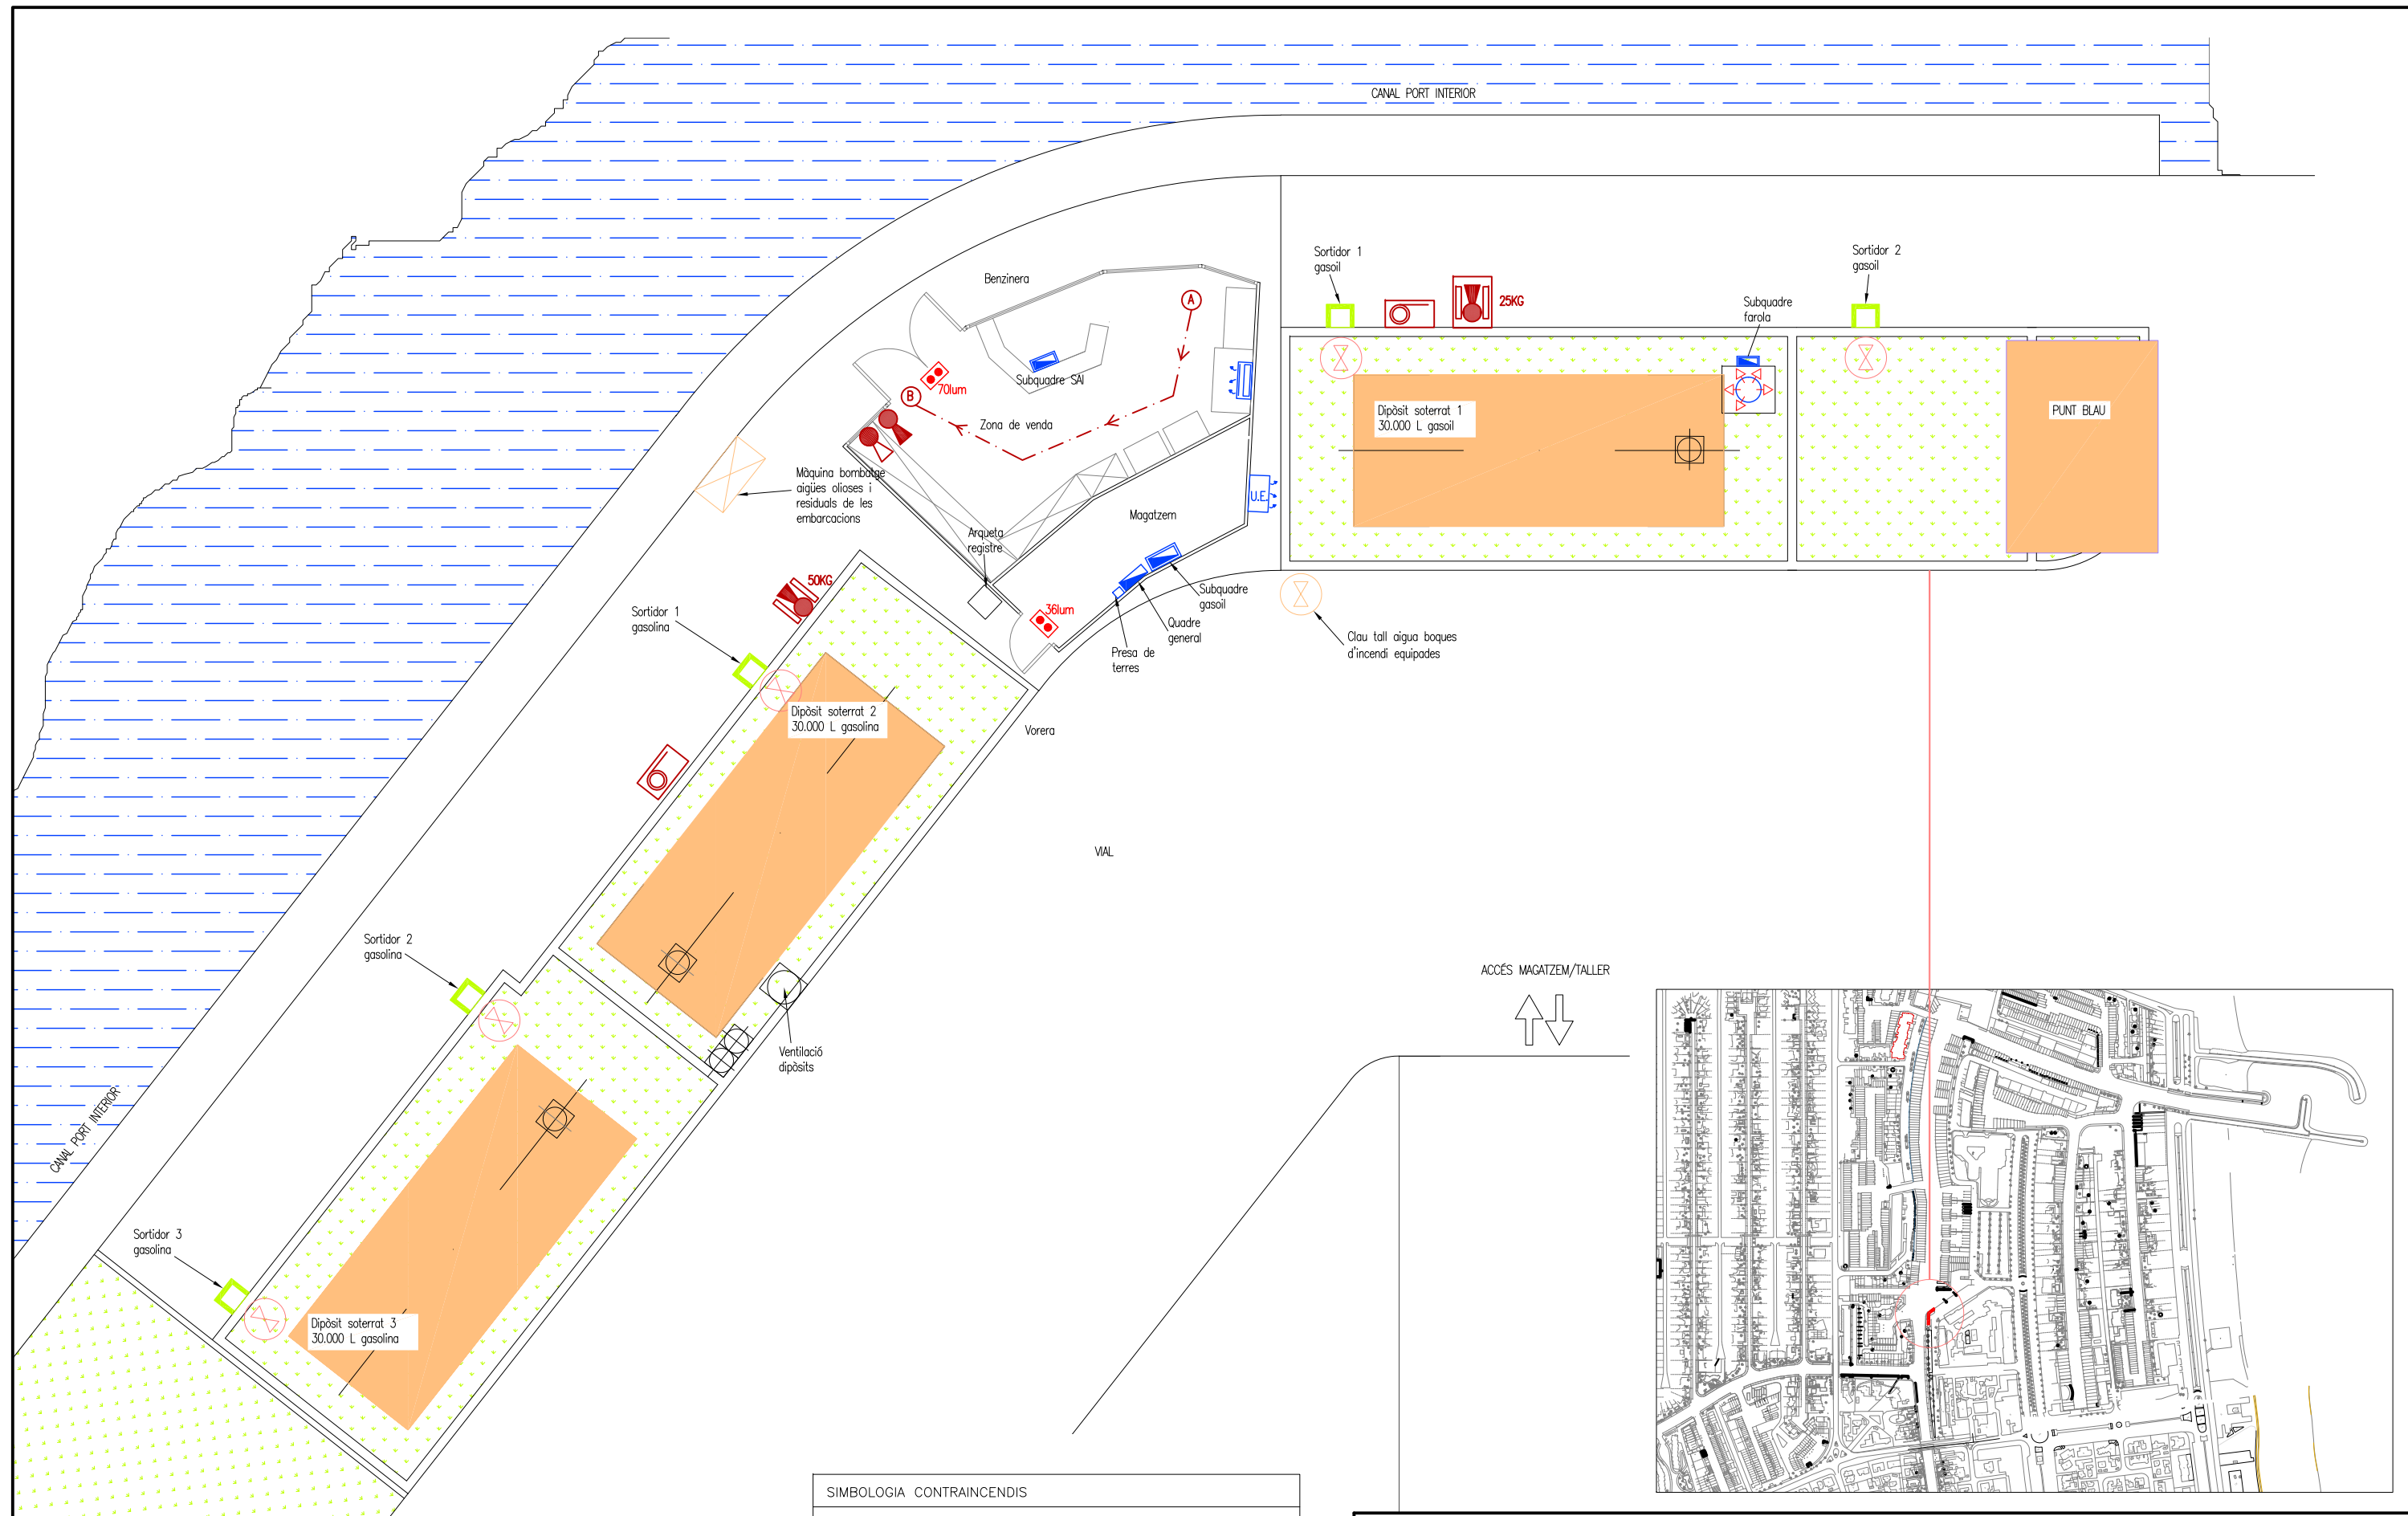 CANAL PORT INTERIOR
Sortidor 1
gasoil
25KG
Sortidor 2
gasoil
Subquadre
farola
Benzinera
A
Subquadre SAI
70lum
B
Zona de venda
Dipòsit soterrat 1
30.000 L gasoil
PUNT BLAU
Màquina bombatge
aigües olioses i
residuals de les
embarcacions
U.E.
Magatzem
Arqueta
registre
50KG
Sortidor 1
gasolina
36lum
Subquadre
gasoil
Quadre
general
Presa de
terres
Clau tall aigua boques
d'incendi equipades
Dipòsit soterrat 2
30.000 L gasolina
Vorera
VIAL
Sortidor 2
gasolina
ACCÉS MAGATZEM/TALLER
Ventilació
dipòsits
CANAL PORT INTERIOR
Sortidor 3
gasolina
Dipòsit soterrat 3
30.000 L gasolina
SIMBOLOGIA CONTRAINCENDIS